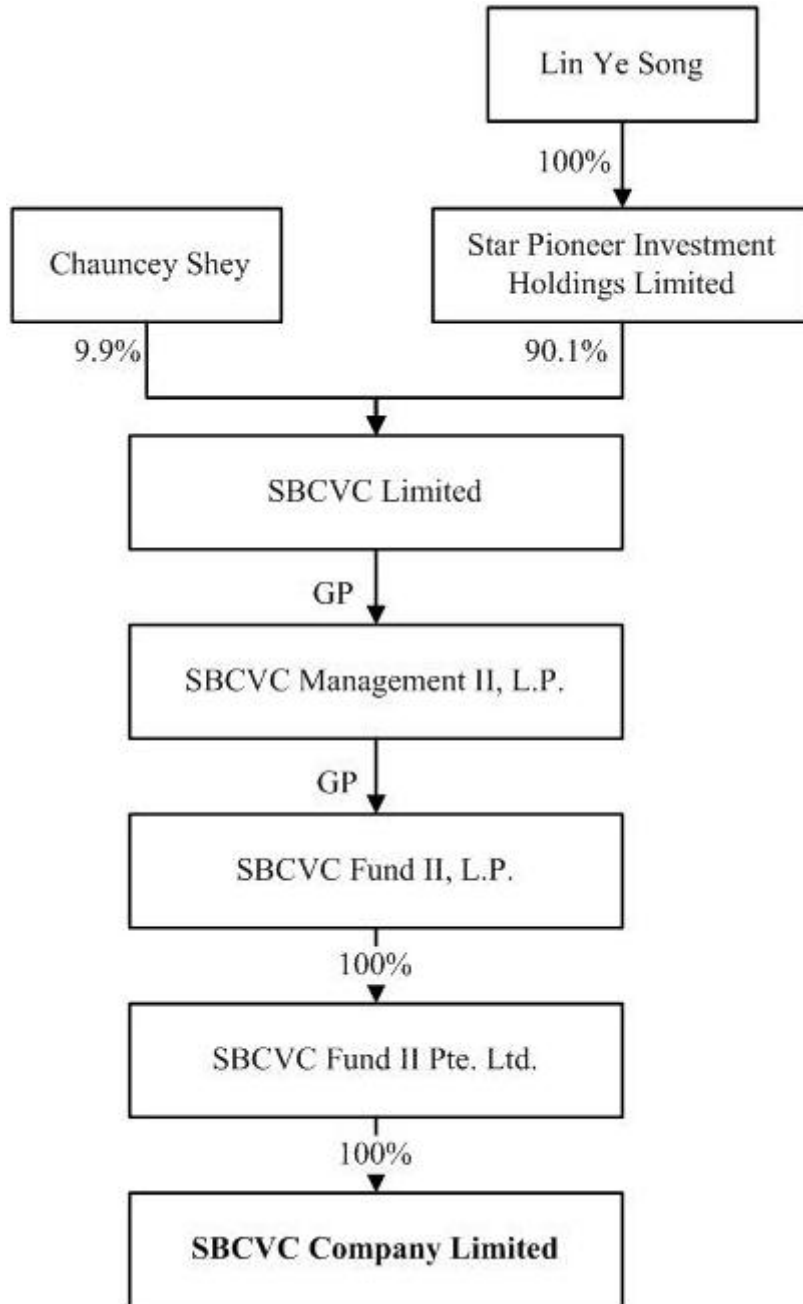 Lin Ye Song
100%
Chauncey Shey
Star Pioneer Investment
Holdings Limited
9.9%
90.1%
SBCVC Limited
GP
SBCVC Management II, L.P.
GP
SBCVC Fund II, L.P.
100%
SBCVC Fund II Pte. Ltd.
100%
SBCVC Company Limited